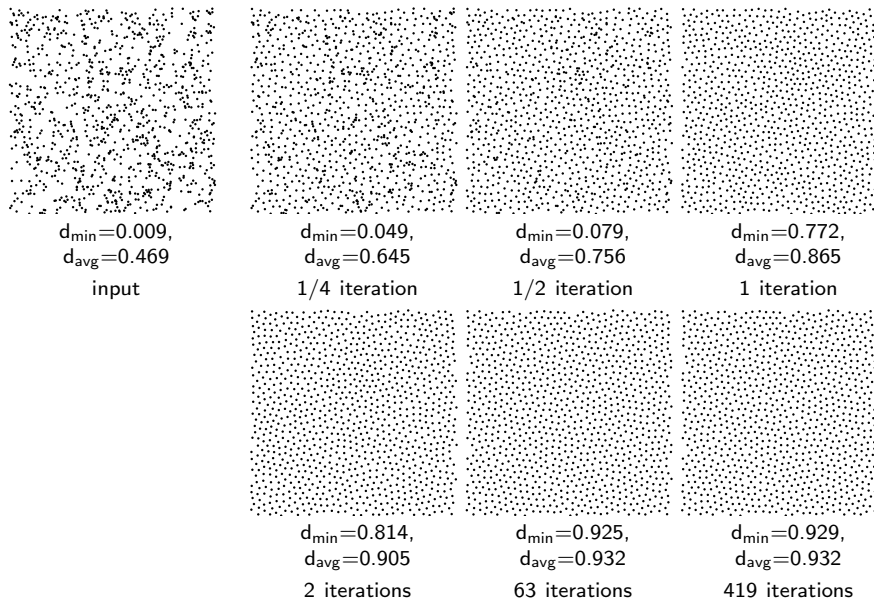 d_min=0.009,
d_avg=0.469
input
d_min=0.049,
d_avg=0.645
1/4 iteration
d_min=0.079,
d_avg=0.756
1/2 iteration
d_min=0.772,
d_avg=0.865
1 iteration
d_min=0.814,
d_avg=0.905
2 iterations
d_min=0.925,
d_avg=0.932
63 iterations
d_min=0.929,
d_avg=0.932
419 iterations